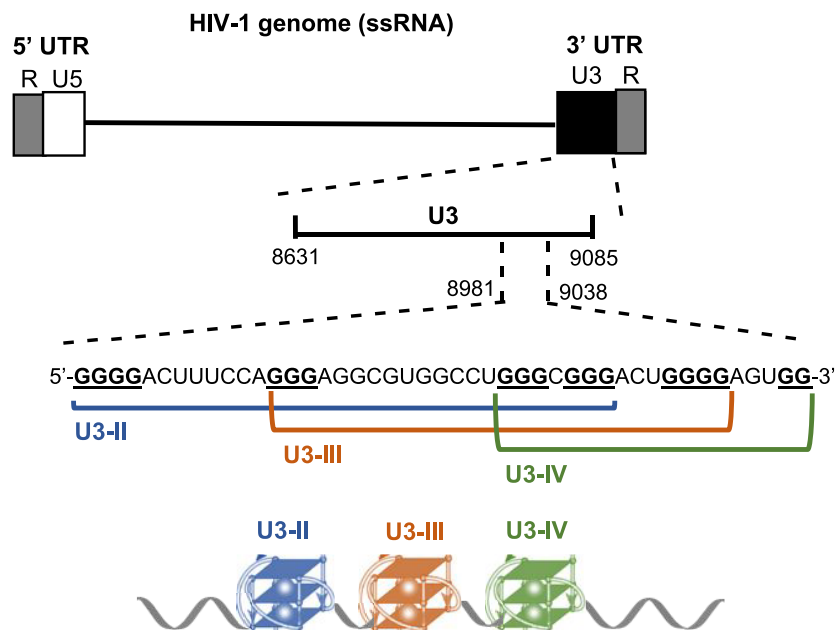 HIV-1 genome (ssRNA)
5’ UTR 3’ UTR
R U5 U3 R
U3
8631 9085
8981 9038
5’-GGGGACUUUCCAGGGAGGCGUGGCCUGGGCGGGACUGGGGAGUGG-3’
U3-II
U3-III
U3-IV
U3-II U3-III U3-IV